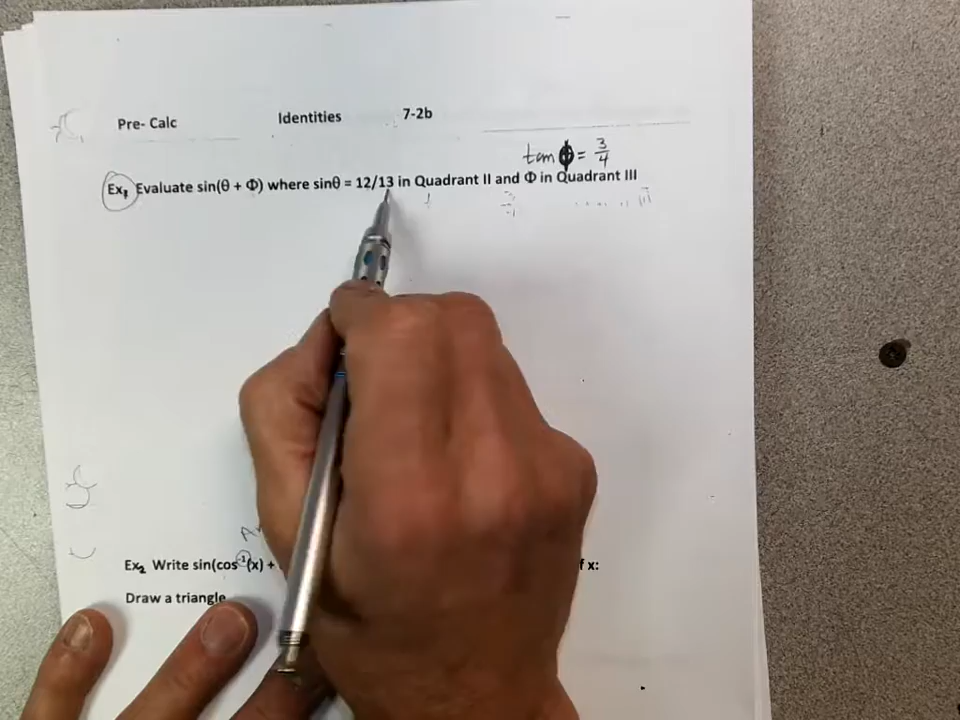 Pre- Calc Identities 7-2b
tan Φ = 3/4
Ex1 Evaluate sin(θ + Φ) where sinθ = 12/13 in Quadrant II and Φ in Quadrant III
Ex2 Write sin(cos⁻¹(x) + f x:
Draw a triangle